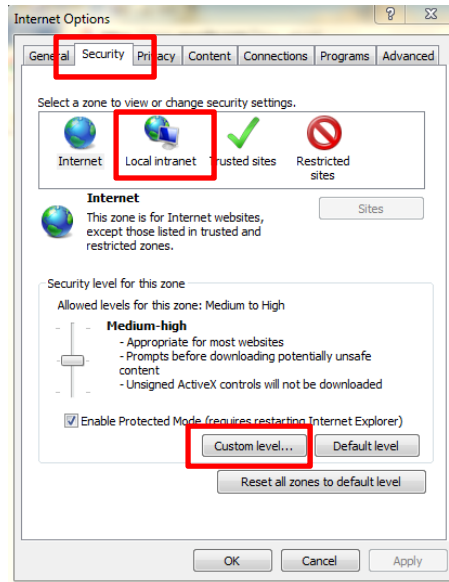 Internet Options
General Security Privacy Content Connections Programs Advanced
Select a zone to view or change security settings.
Internet Local intranet Trusted sites Restricted
sites
Internet
Sites
This zone is for Internet websites,
except those listed in trusted and
restricted zones.
Security level for this zone
Allowed levels for this zone: Medium to High
Medium-high
- Appropriate for most websites
- Prompts before downloading potentially unsafe
content
- Unsigned ActiveX controls will not be downloaded
Enable Protected Mode (requires restarting Internet Explorer)
Custom level... Default level
Reset all zones to default level
OK Cancel Apply